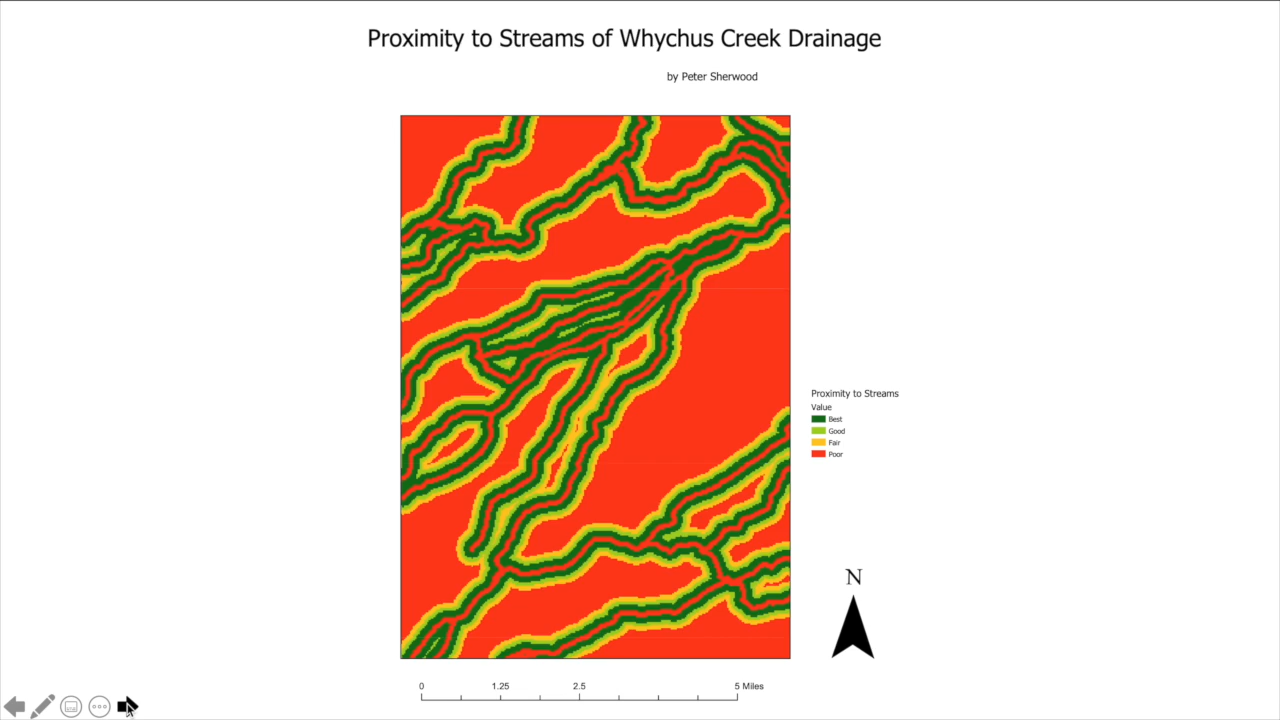 Proximity to Streams of Whychus Creek Drainage
by Peter Sherwood
Proximity to Streams
Value
Best
Good
Fair
Poor
N
0 1.25 2.5 5 Miles